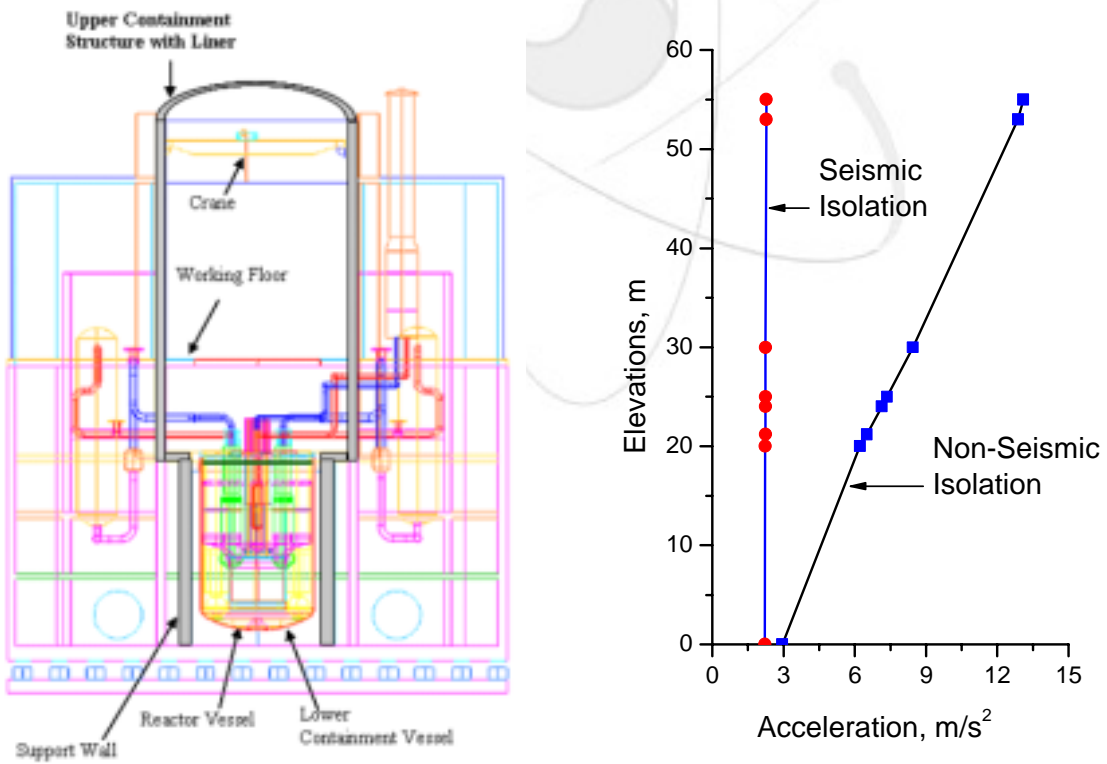 Upper Containment
Structure with Liner
Crane
Working Floor
Reactor Vessel
Lower
Containment Vessel
Support Wall
60
50
40
30
20
10
0
Elevations, m
Seismic
Isolation
Non-Seismic
Isolation
0 3 6 9 12 15
Acceleration, m/s²